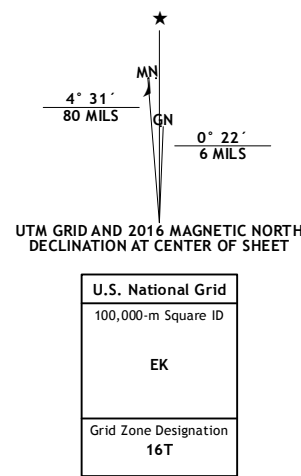 MN
4° 31´
80 MILS
GN
0° 22´
6 MILS
UTM GRID AND 2016 MAGNETIC NORTH
DECLINATION AT CENTER OF SHEET
U.S. National Grid
100,000-m Square ID
EK
Grid Zone Designation
16T